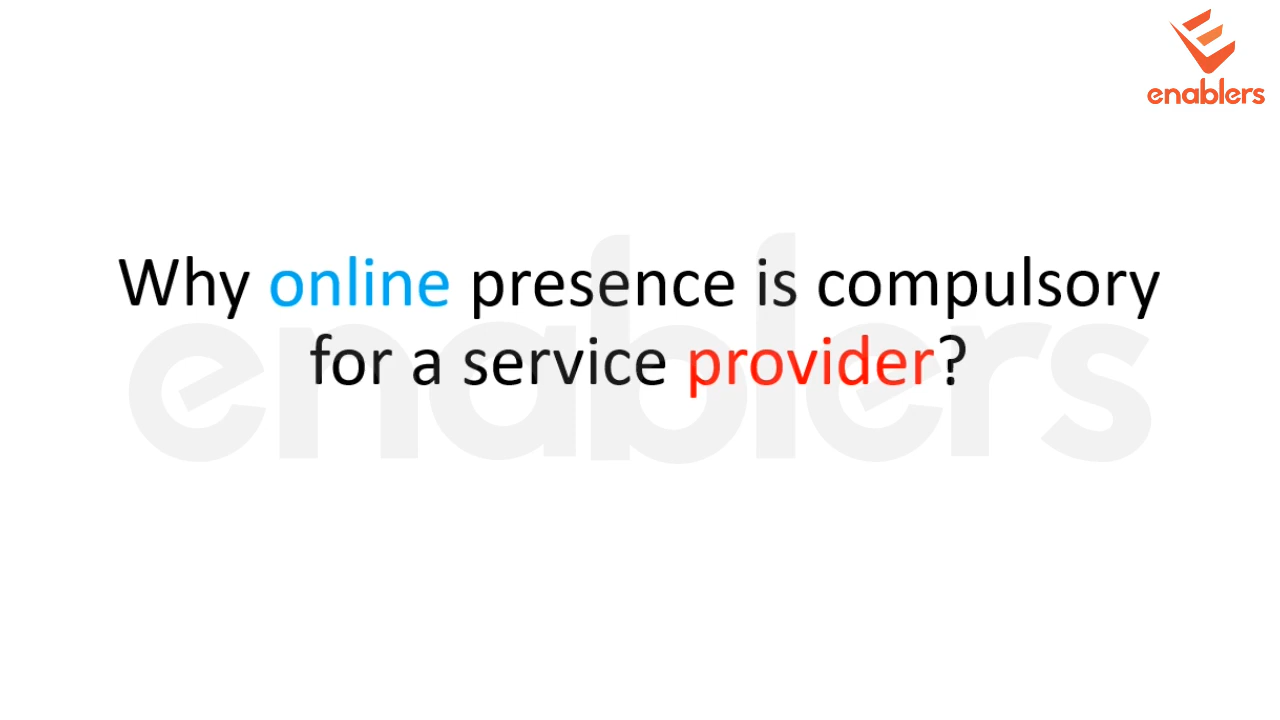 enablers
Why online presence is compulsory
for a service provider?
enablers